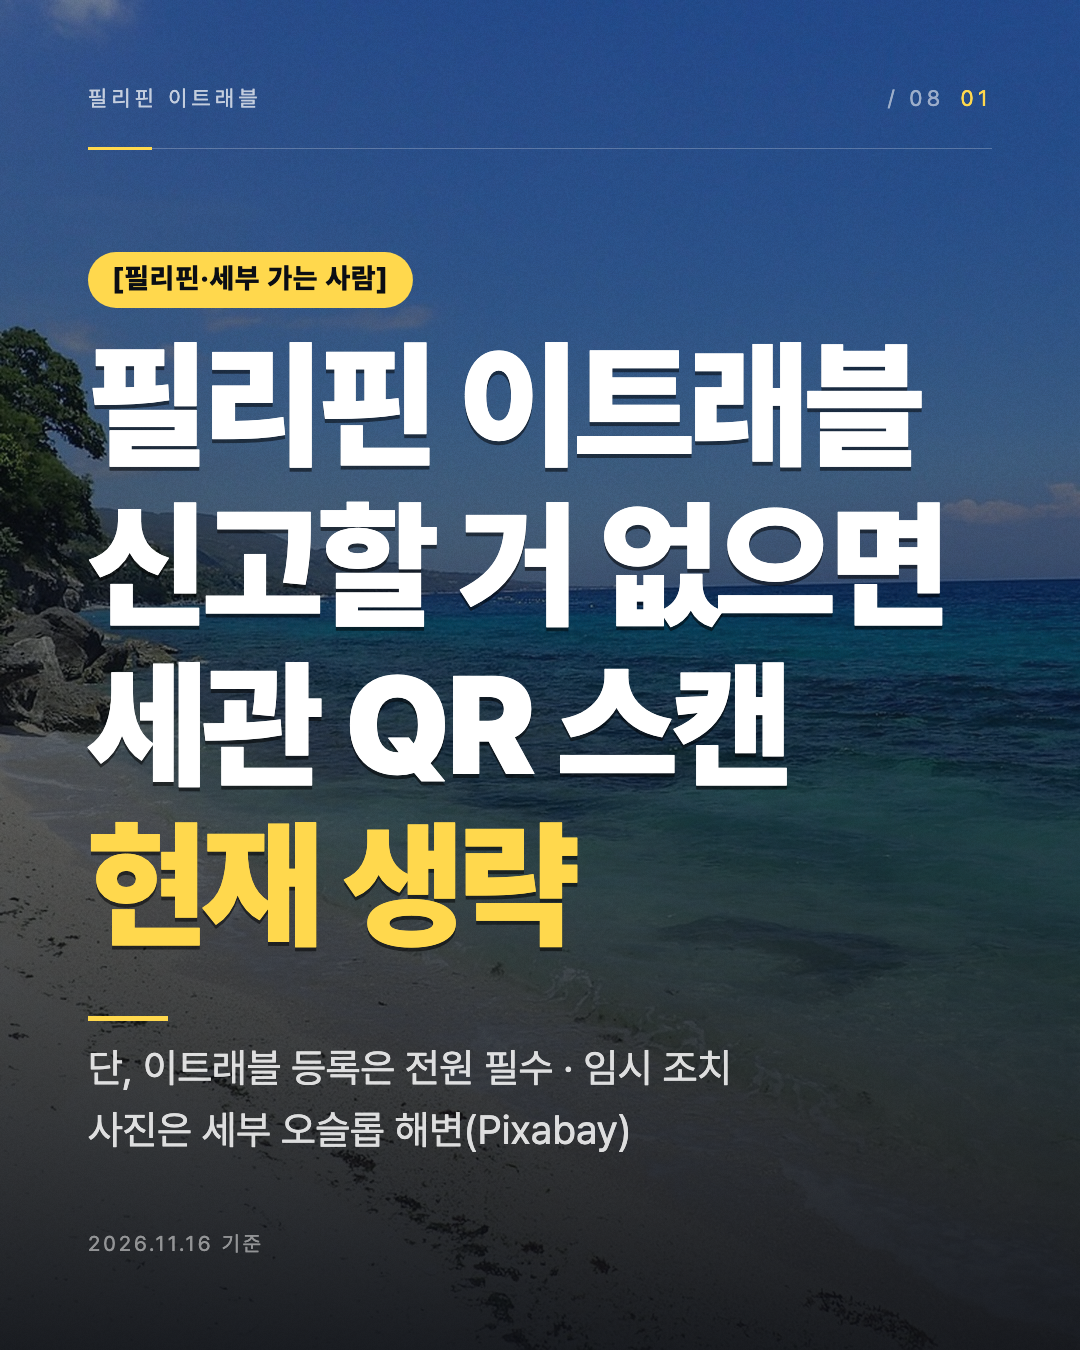 필리핀 이트래블
/ 08 01
[필리핀·세부 가는 사람]
필리핀 이트래블
신고할 거 없으면
세관 QR 스캔
현재 생략
단, 이트래블 등록은 전원 필수 · 임시 조치
사진은 세부 오슬롭 해변(Pixabay)
2026.11.16 기준